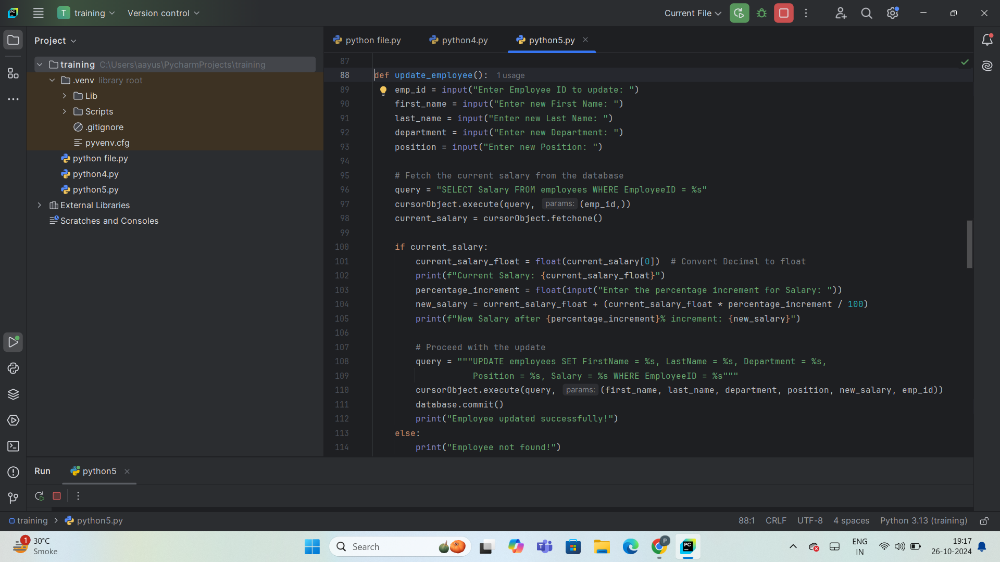 T training Version control Current File
Project
training C:\Users\aayus\PycharmProjects\training
.venv library root
Lib
Scripts
.gitignore
pyvenv.cfg
python file.py
python4.py
python5.py
External Libraries
Scratches and Consoles
python file.py python4.py python5.py
87
88 def update_employee(): 1 usage
89 emp_id = input("Enter Employee ID to update: ")
90 first_name = input("Enter new First Name: ")
91 last_name = input("Enter new Last Name: ")
92 department = input("Enter new Department: ")
93 position = input("Enter new Position: ")
94
95 # Fetch the current salary from the database
96 query = "SELECT Salary FROM employees WHERE EmployeeID = %s"
97 cursorObject.execute(query, params: (emp_id,))
98 current_salary = cursorObject.fetchone()
99
100 if current_salary:
101 current_salary_float = float(current_salary[0]) # Convert Decimal to float
102 print(f"Current Salary: {current_salary_float}")
103 percentage_increment = float(input("Enter the percentage increment for Salary: "))
104 new_salary = current_salary_float + (current_salary_float * percentage_increment / 100)
105 print(f"New Salary after {percentage_increment}% increment: {new_salary}")
106
107 # Proceed with the update
108 query = """UPDATE employees SET FirstName = %s, LastName = %s, Department = %s,
109 Position = %s, Salary = %s WHERE EmployeeID = %s"""
110 cursorObject.execute(query, params: (first_name, last_name, department, position, new_salary, emp_id))
111 database.commit()
112 print("Employee updated successfully!")
113 else:
114 print("Employee not found!")
Run python5
training > python5.py 88:1 CRLF UTF-8 4 spaces Python 3.13 (training)
1 30°C
Smoke
Search
P
PC
ENG
IN
19:17
26-10-2024